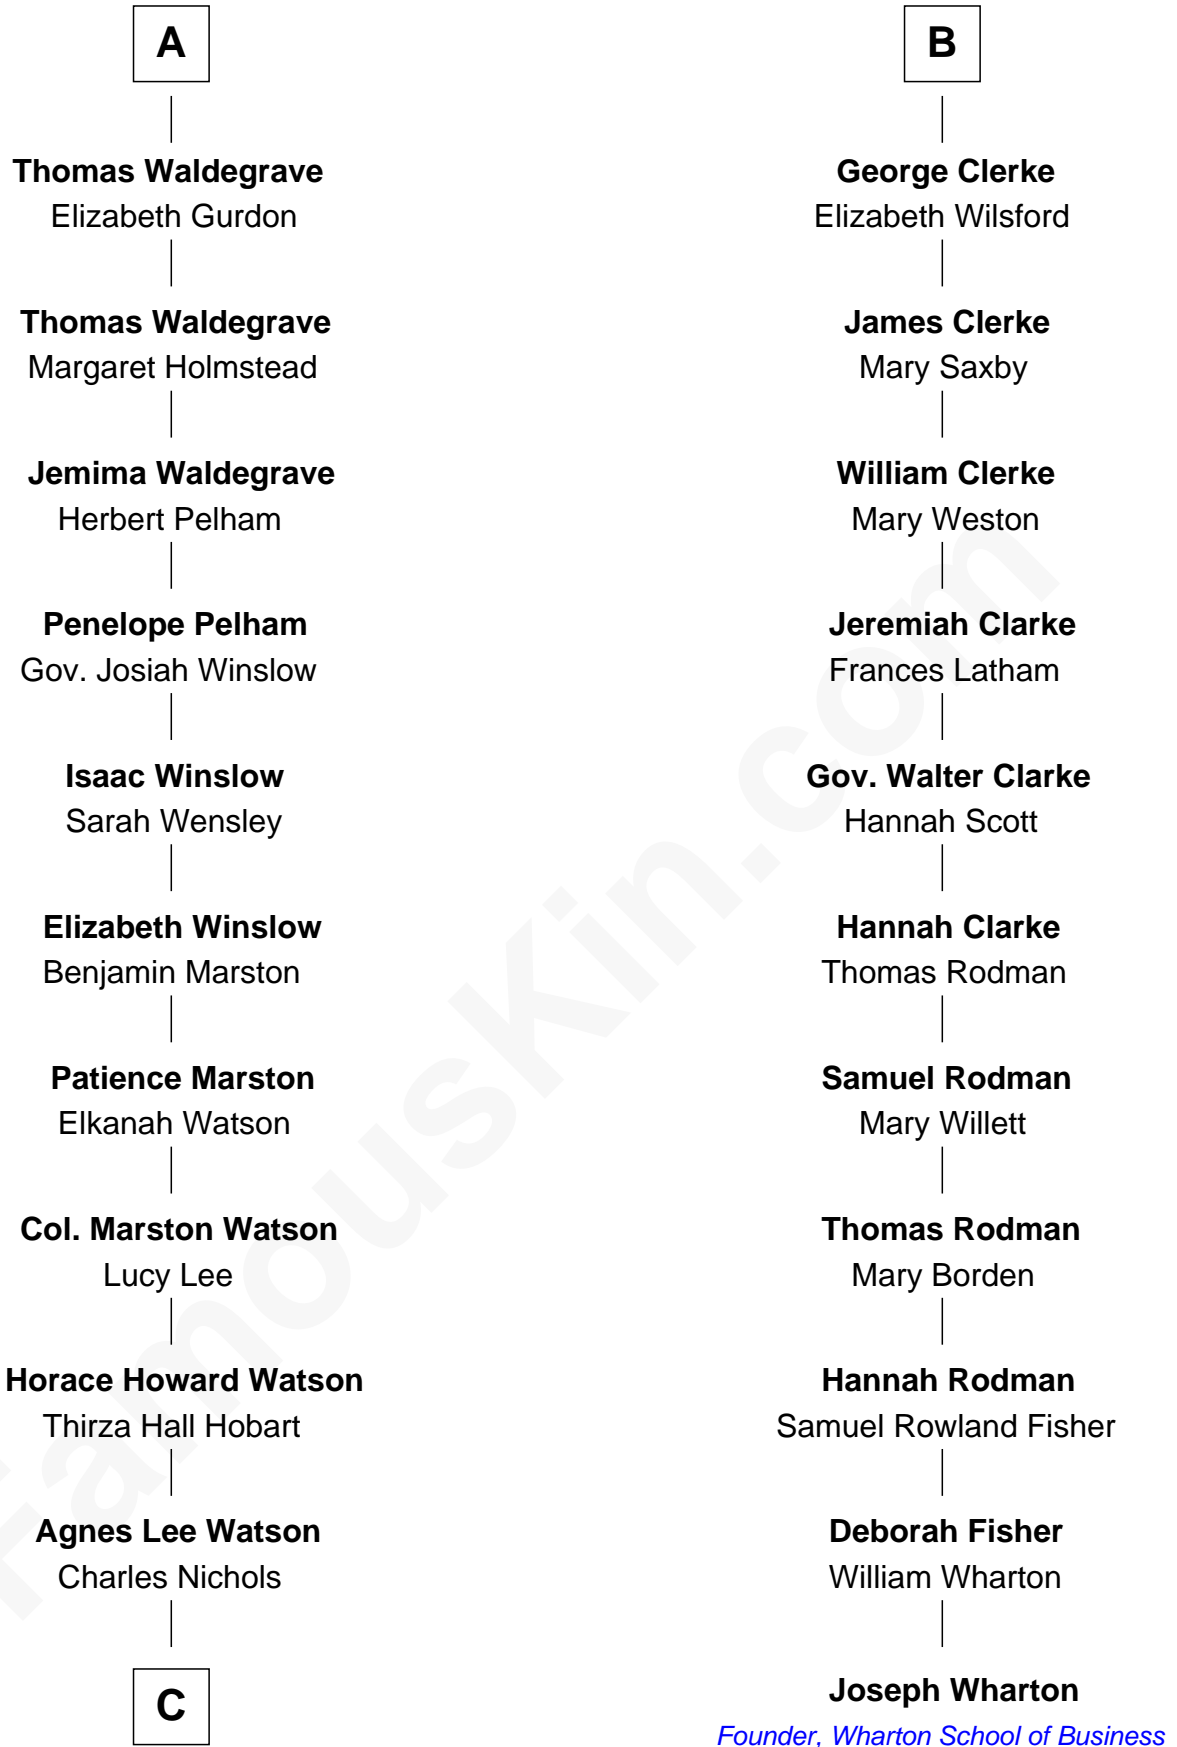 A
Thomas Waldegrave
Elizabeth Gurdon
Thomas Waldegrave
Margaret Holmstead
Jemima Waldegrave
Herbert Pelham
Penelope Pelham
Gov. Josiah Winslow
Isaac Winslow
Sarah Wensley
Elizabeth Winslow
Benjamin Marston
Patience Marston
Elkanah Watson
Col. Marston Watson
Lucy Lee
Horace Howard Watson
Thirza Hall Hobart
Agnes Lee Watson
Charles Nichols
C
B
George Clerke
Elizabeth Wilsford
James Clerke
Mary Saxby
William Clerke
Mary Weston
Jeremiah Clarke
Frances Latham
Gov. Walter Clarke
Hannah Scott
Hannah Clarke
Thomas Rodman
Samuel Rodman
Mary Willett
Thomas Rodman
Mary Borden
Hannah Rodman
Samuel Rowland Fisher
Deborah Fisher
William Wharton
Joseph Wharton
Founder, Wharton School of Business
FamousKin.com